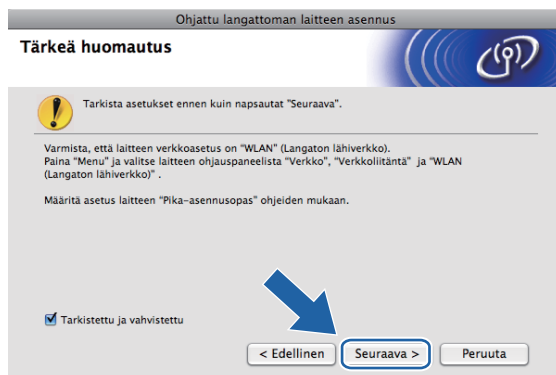 Ohjattu langattoman laitteen asennus
Tärkeä huomautus
Tarkista asetukset ennen kuin napsautat "Seuraava".
Varmista, että laitteen verkkoasetus on "WLAN" (Langaton lähiverkko).
Paina "Menu" ja valitse laitteen ohjauspaneelista "Verkko", "Verkkoliitäntä" ja "WLAN
(Langaton lähiverkko)" .
Määritä asetus laitteen "Pika-asennusopas" ohjeiden mukaan.
Tarkistettu ja vahvistettu
< Edellinen
Seuraava >
Peruuta